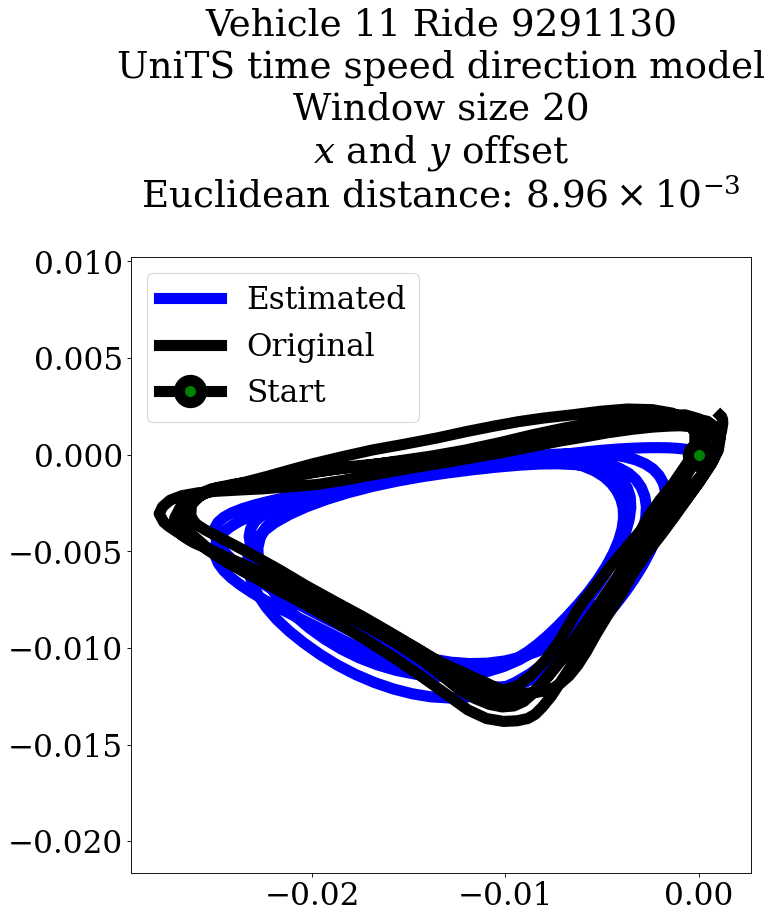 Vehicle 11 Ride 9291130
UniTS time speed direction model
Window size 20
x and y offset
Euclidean distance: 8.96 × 10⁻³
0.010
0.005
0.000
−0.005
−0.010
−0.015
−0.020
Estimated
Original
Start
−0.02
−0.01
0.00